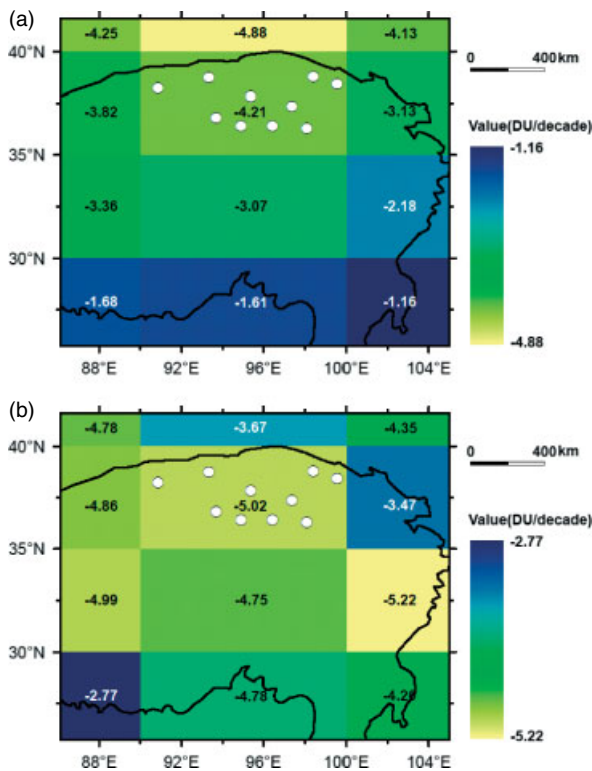 (a)
-4.25 -4.88 -4.13
40°N
-3.82 -4.21 -3.13
35°N
-3.36 -3.07 -2.18
30°N
-1.68 -1.61 -1.16
88°E 92°E 96°E 100°E 104°E
0 400km
Value(DU/decade)
-1.16
-4.88
(b)
-4.78 -3.67 -4.35
40°N
-4.86 -5.02 -3.47
35°N
-4.99 -4.75 -5.22
30°N
-2.77 -4.78
88°E 92°E 96°E 100°E 104°E
0 400km
Value(DU/decade)
-2.77
-5.22